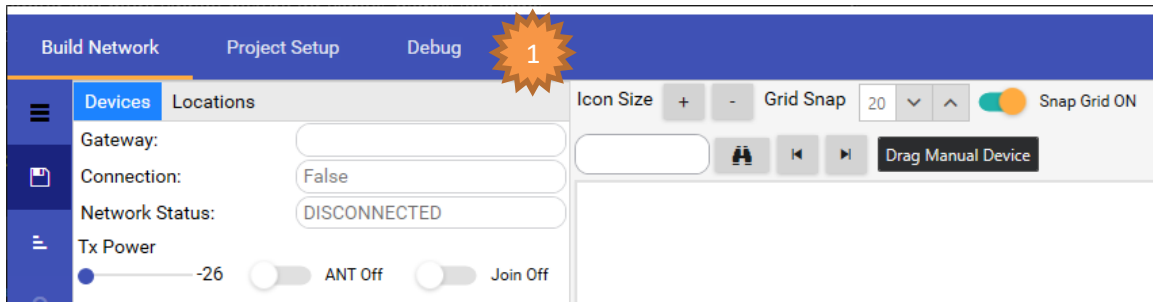 Build Network Project Setup Debug 1
Devices Locations
Icon Size + - Grid Snap 20 Snap Grid ON
Gateway:
Drag Manual Device
Connection: False
Network Status: DISCONNECTED
Tx Power
-26 ANT Off Join Off